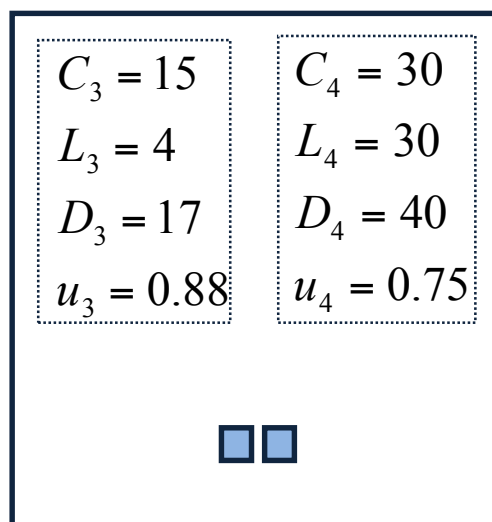 C₃ = 15
L₃ = 4
D₃ = 17
u₃ = 0.88
C₄ = 30
L₄ = 30
D₄ = 40
u₄ = 0.75